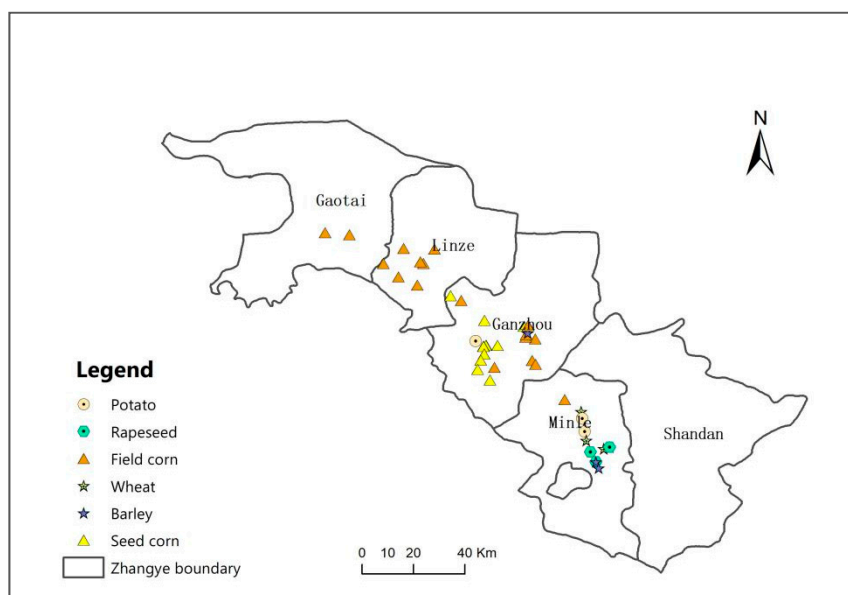 N
Gaotai
Linze
Ganzhou
Minle
Shandan
Legend
Potato
Rapeseed
Field corn
Wheat
Barley
Seed corn
Zhangye boundary
0 10 20 40 Km